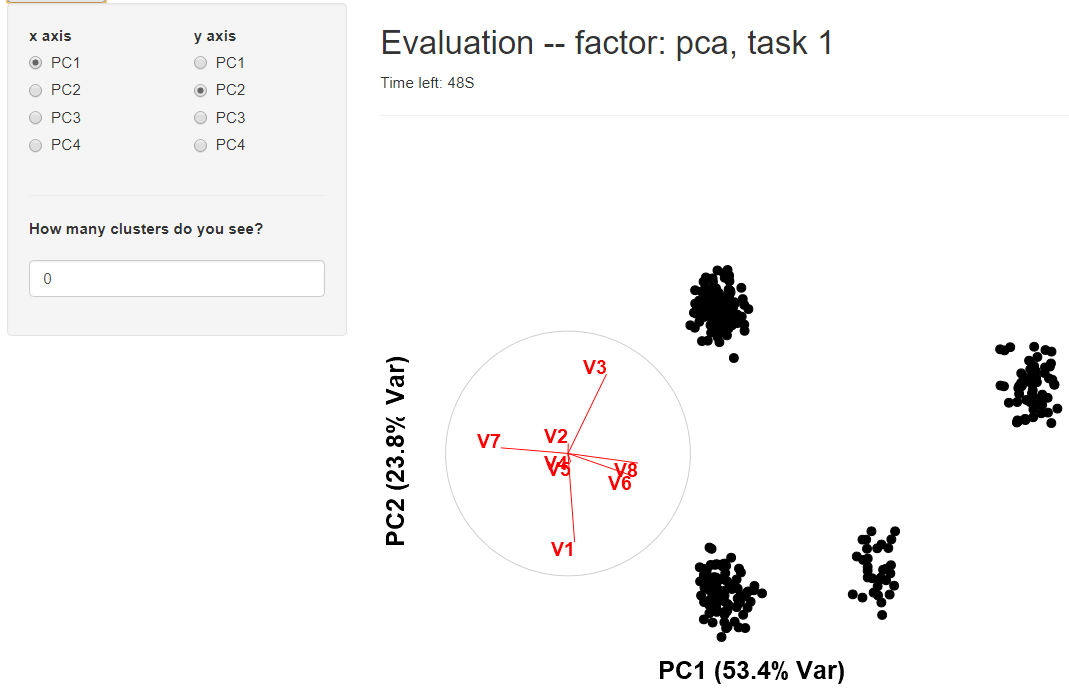 x axis
y axis
PC1
PC1
PC2
PC2
PC3
PC3
PC4
PC4
How many clusters do you see?
0
Evaluation -- factor: pca, task 1
Time left: 48S
PC2 (23.8% Var)
V3
V2
V7
V4
V5
V8
V6
V1
PC1 (53.4% Var)